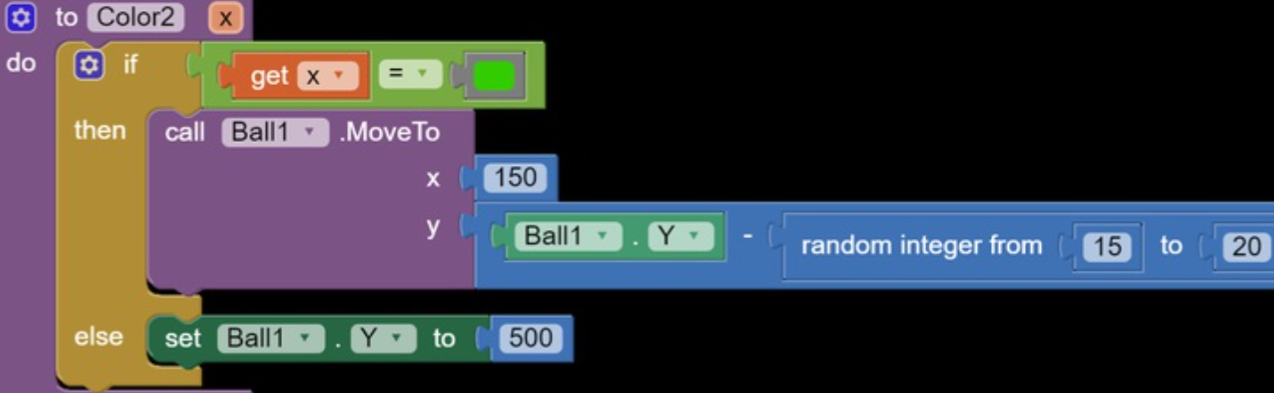 to Color2 x
do if get x =
then call Ball1 .MoveTo
x 150
y Ball1 . Y - random integer from 15 to 20
else set Ball1 . Y to 500